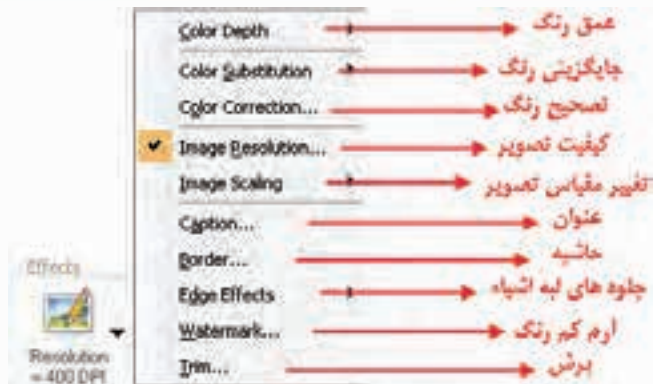 Color Depth عمق رنگ
Color Substitution جایگزینی رنگ
Color Correction... تصحیح رنگ
Image Resolution... کیفیت تصویر
Image Scaling تغییر مقیاس تصویر
Caption... عنوان
Border... حاشیه
Edge Effects جلوه های لبه اشیاء
Watermark... آرم کم رنگ
Trim... برش
Effects
Resolution
= 400 DPI